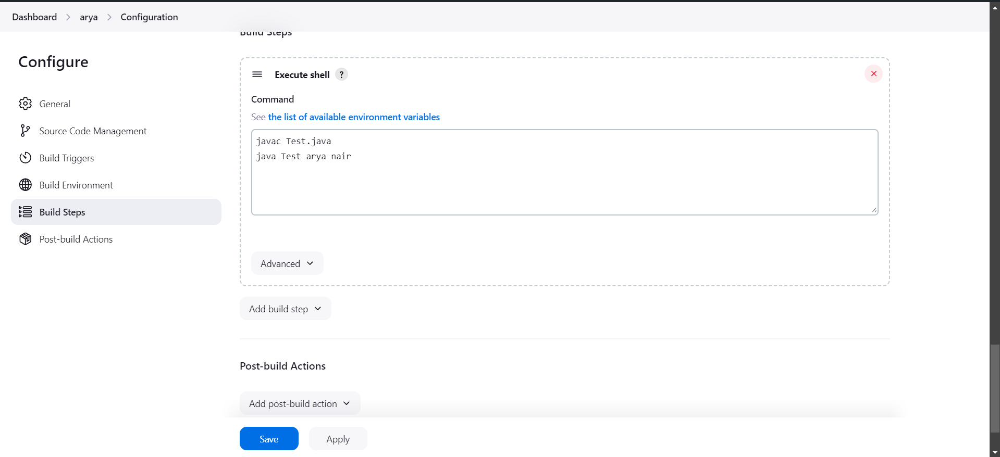 Dashboard > arya > Configuration
Build Steps
Configure
General
Source Code Management
Build Triggers
Build Environment
Build Steps
Post-build Actions
Execute shell ?
Command
See the list of available environment variables
javac Test.java
java Test arya nair
Advanced
Add build step
Post-build Actions
Add post-build action
Save
Apply